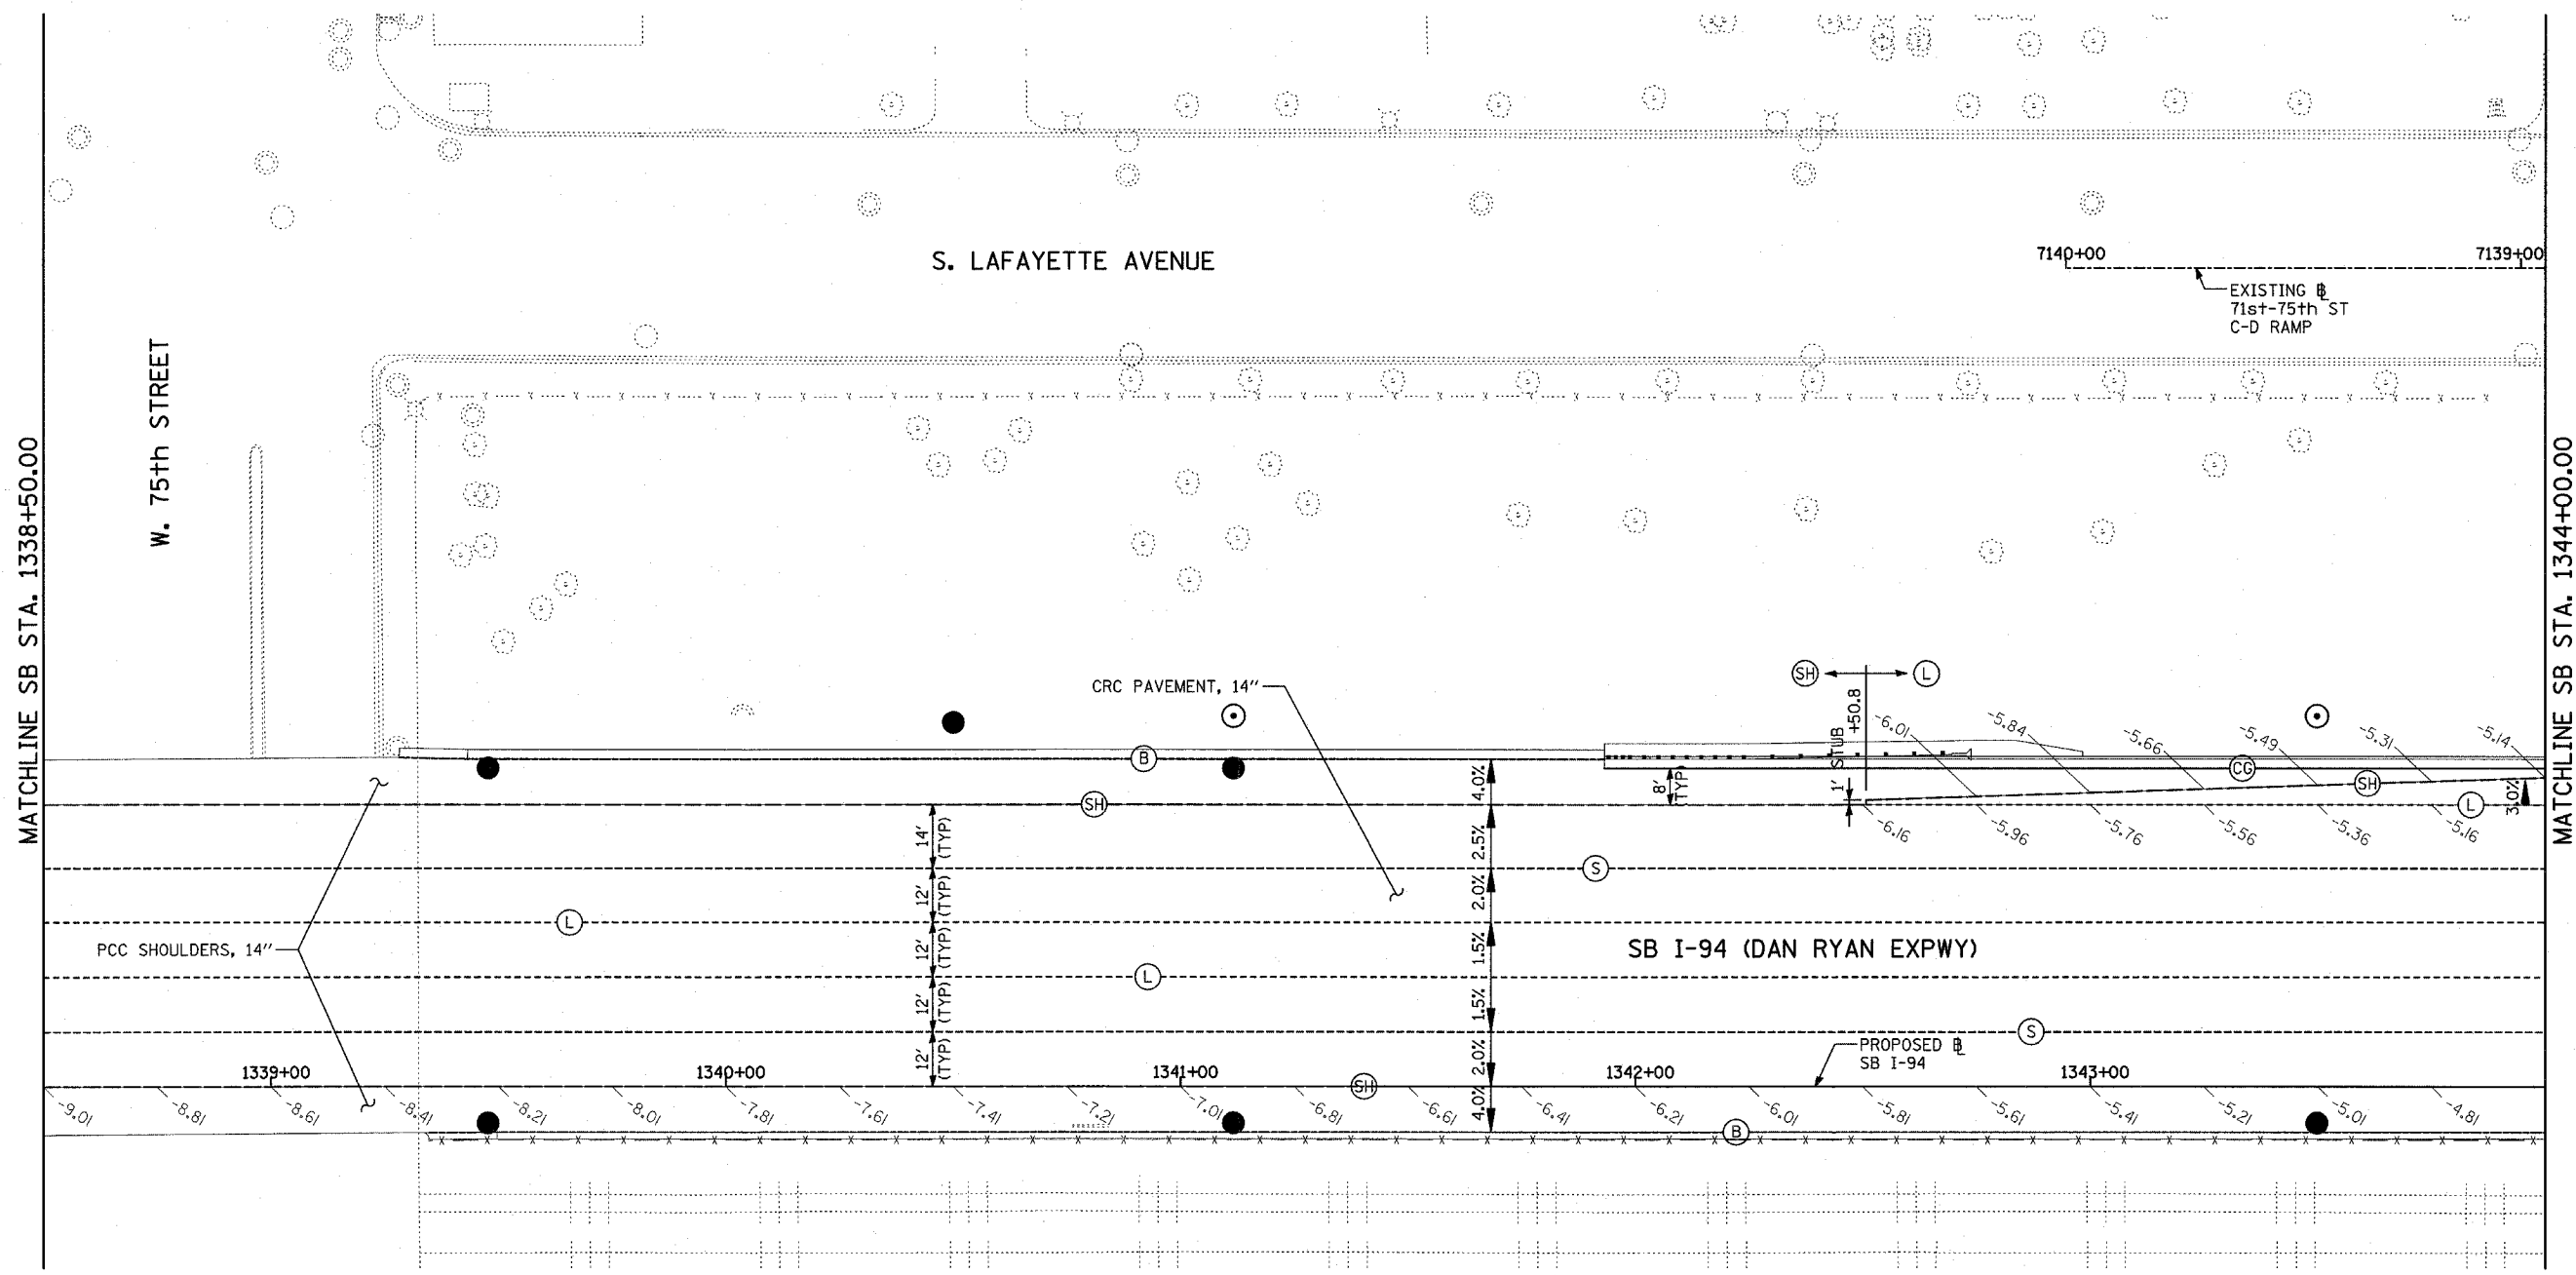 S. LAFAYETTE AVENUE
7140+00
7139+00
EXISTING B
71st-75th ST
C-D RAMP
W. 75th STREET
MATCHLINE SB STA. 1338+50.00
MATCHLINE SB STA. 1344+00.00
CRC PAVEMENT, 14"
SH
L
+50.8
1' STUB
-6.01
-5.84
-5.66
-5.49
-5.31
-5.14
B
CG
SH
SH
L
8'
(TYP)
4.0%
3.0%
-6.16
-5.96
-5.76
-5.56
-5.36
-5.16
14'
(TYP)
2.5%
S
12'
(TYP)
2.0%
L
PCC SHOULDERS, 14"
12'
(TYP)
1.5%
SB I-94 (DAN RYAN EXPWY)
L
12'
(TYP)
1.5%
S
12'
(TYP)
2.0%
PROPOSED B
SB I-94
1339+00
1340+00
1341+00
1342+00
1343+00
SH
4.0%
-9.01
-8.81
-8.61
-8.41
-8.21
-8.01
-7.81
-7.61
-7.41
-7.21
-7.01
-6.81
-6.61
-6.41
-6.21
-6.01
-5.81
-5.61
-5.41
-5.21
-5.01
-4.81
B